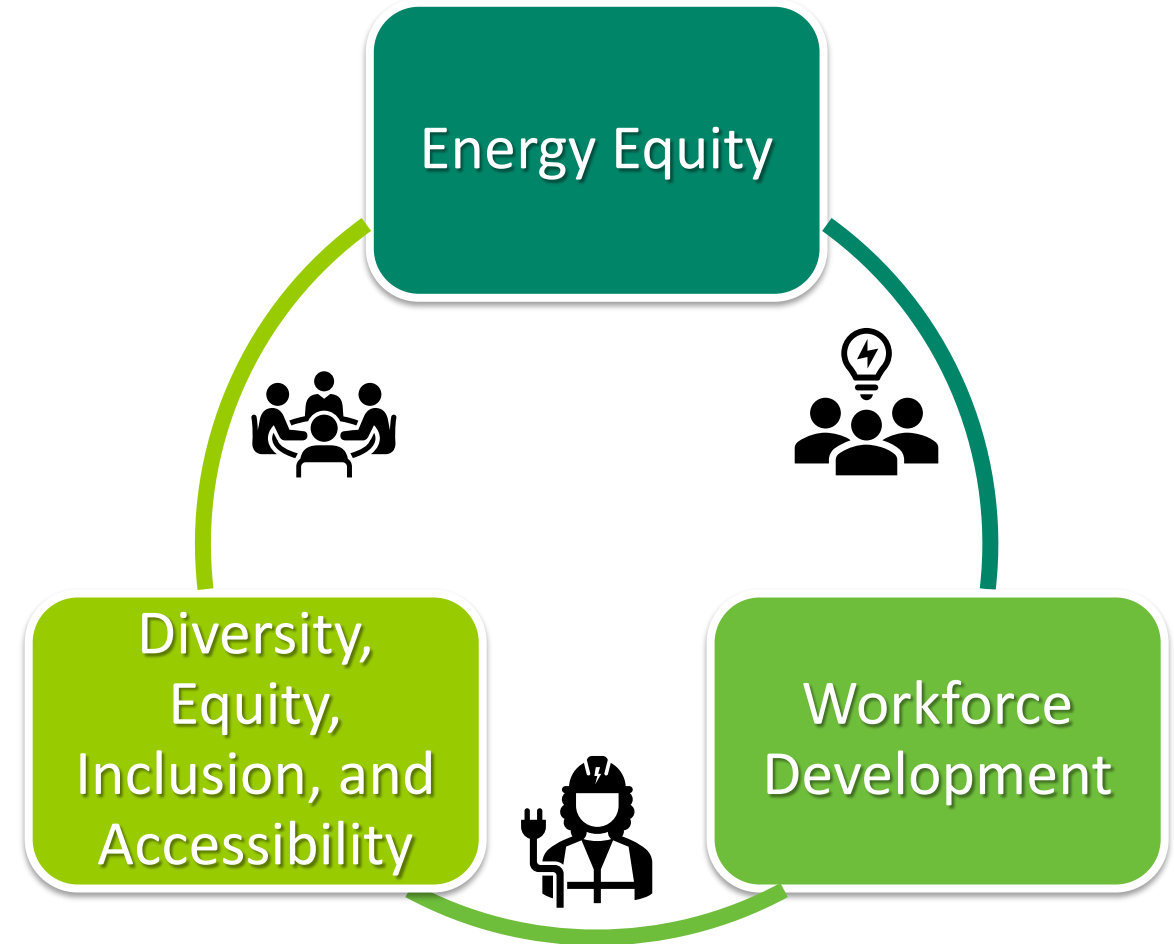 Energy Equity
Diversity,
Equity,
Inclusion, and
Accessibility
Workforce
Development